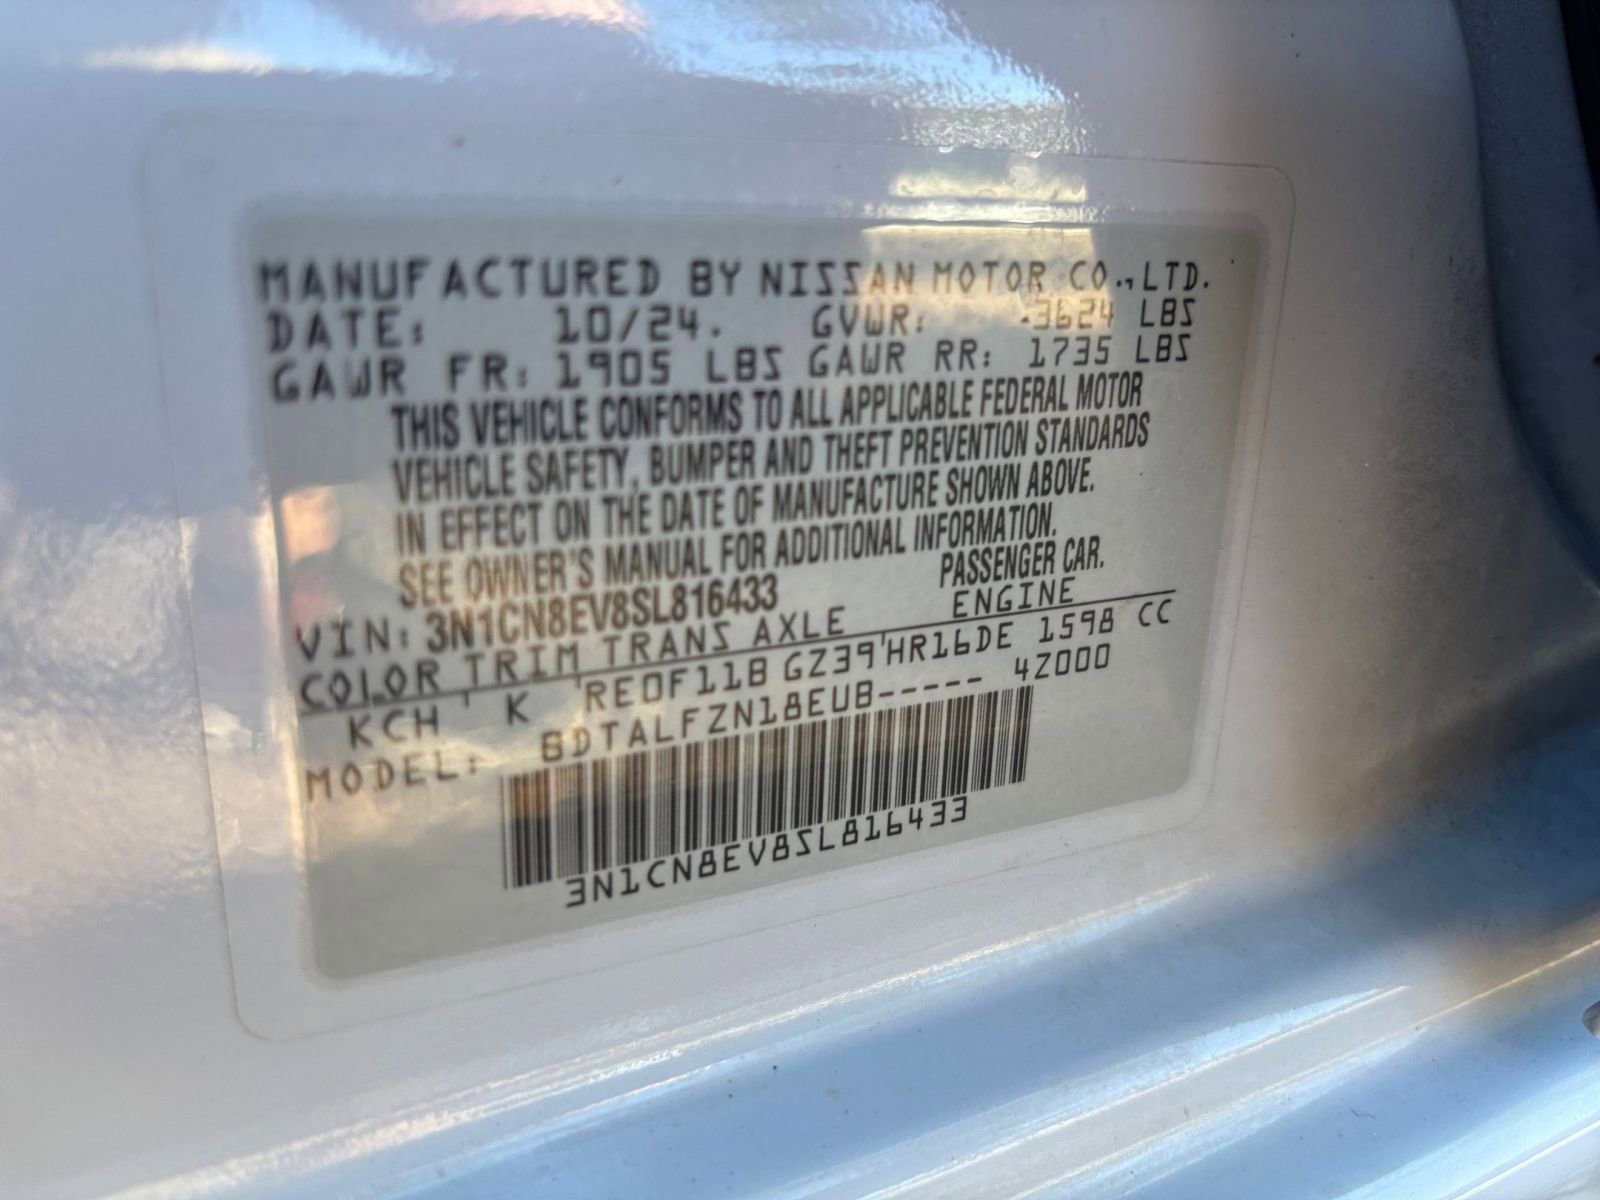 MANUFACTURED BY NISSAN MOTOR CO., LTD.
DATE: 10/24. GVWR: 3624 LBS
GAWR FR: 1905 LBS GAWR RR: 1735 LBS
THIS VEHICLE CONFORMS TO ALL APPLICABLE FEDERAL MOTOR
VEHICLE SAFETY, BUMPER AND THEFT PREVENTION STANDARDS
IN EFFECT ON THE DATE OF MANUFACTURE SHOWN ABOVE.
SEE OWNER'S MANUAL FOR ADDITIONAL INFORMATION.
VIN: 3N1CN8EV8SL816433 PASSENGER CAR.
COLOR TRIM TRANS AXLE ENGINE
KCH K RE0F11B GZ39 HR16DE 1598 CC
MODEL: BDTALFZN18EUB----- 4Z000
3N1CN8EV8SL816433